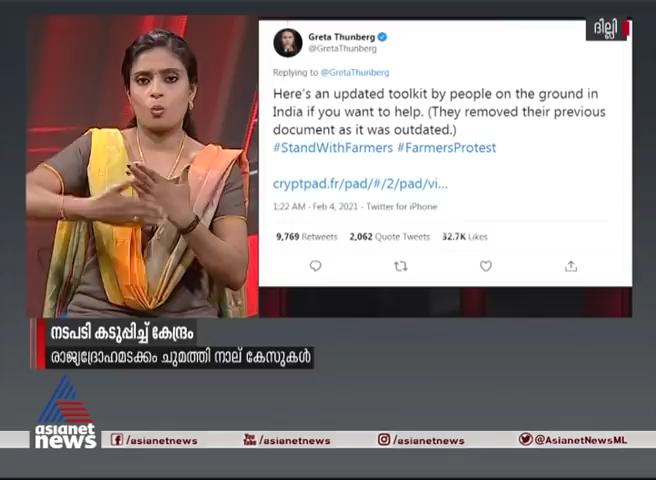 ദില്ലി
Greta Thunberg
@GretaThunberg
Replying to @GretaThunberg
Here's an updated toolkit by people on the ground in
India if you want to help. (They removed their previous
document as it was outdated.)
#StandWithFarmers #FarmersProtest
cryptpad.fr/pad/#/2/pad/vi...
1:22 AM · Feb 4, 2021 · Twitter for iPhone
9,769 Retweets 2,062 Quote Tweets 32.7K Likes
നടപടി കടുപ്പിച്ച് കേന്ദ്രം
രാജ്യദ്രോഹമടക്കം ചുമത്തി നാല് കേസുകൾ
asianet
news
/asianetnews
You Tube /asianetnews
/asianetnews
@AsianetNewsML